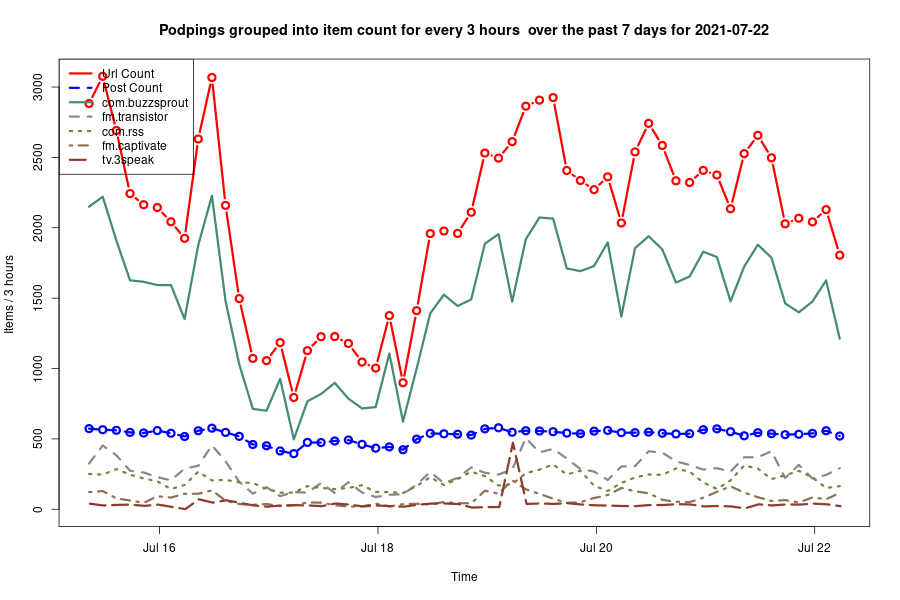 Podpings grouped into item count for every 3 hours  over the past 7 days for 2021-07-22
Url Count
Post Count
com.buzzsprout
fm.transistor
com.rss
fm.captivate
tv.3speak
3000
2500
2000
1500
1000
500
0
Items / 3 hours
Jul 16
Jul 18
Jul 20
Jul 22
Time